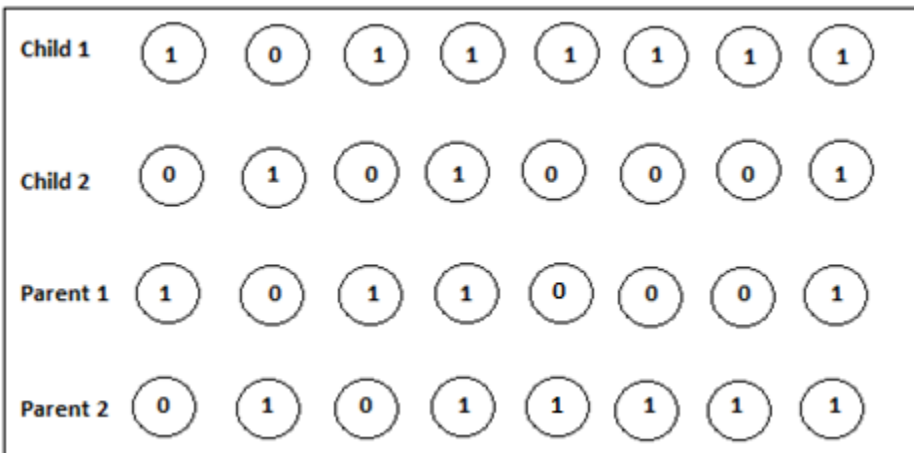 Child 1 1 0 1 1 1 1 1 1
Child 2 0 1 0 1 0 0 0 1
Parent 1 1 0 1 1 0 0 0 1
Parent 2 0 1 0 1 1 1 1 1